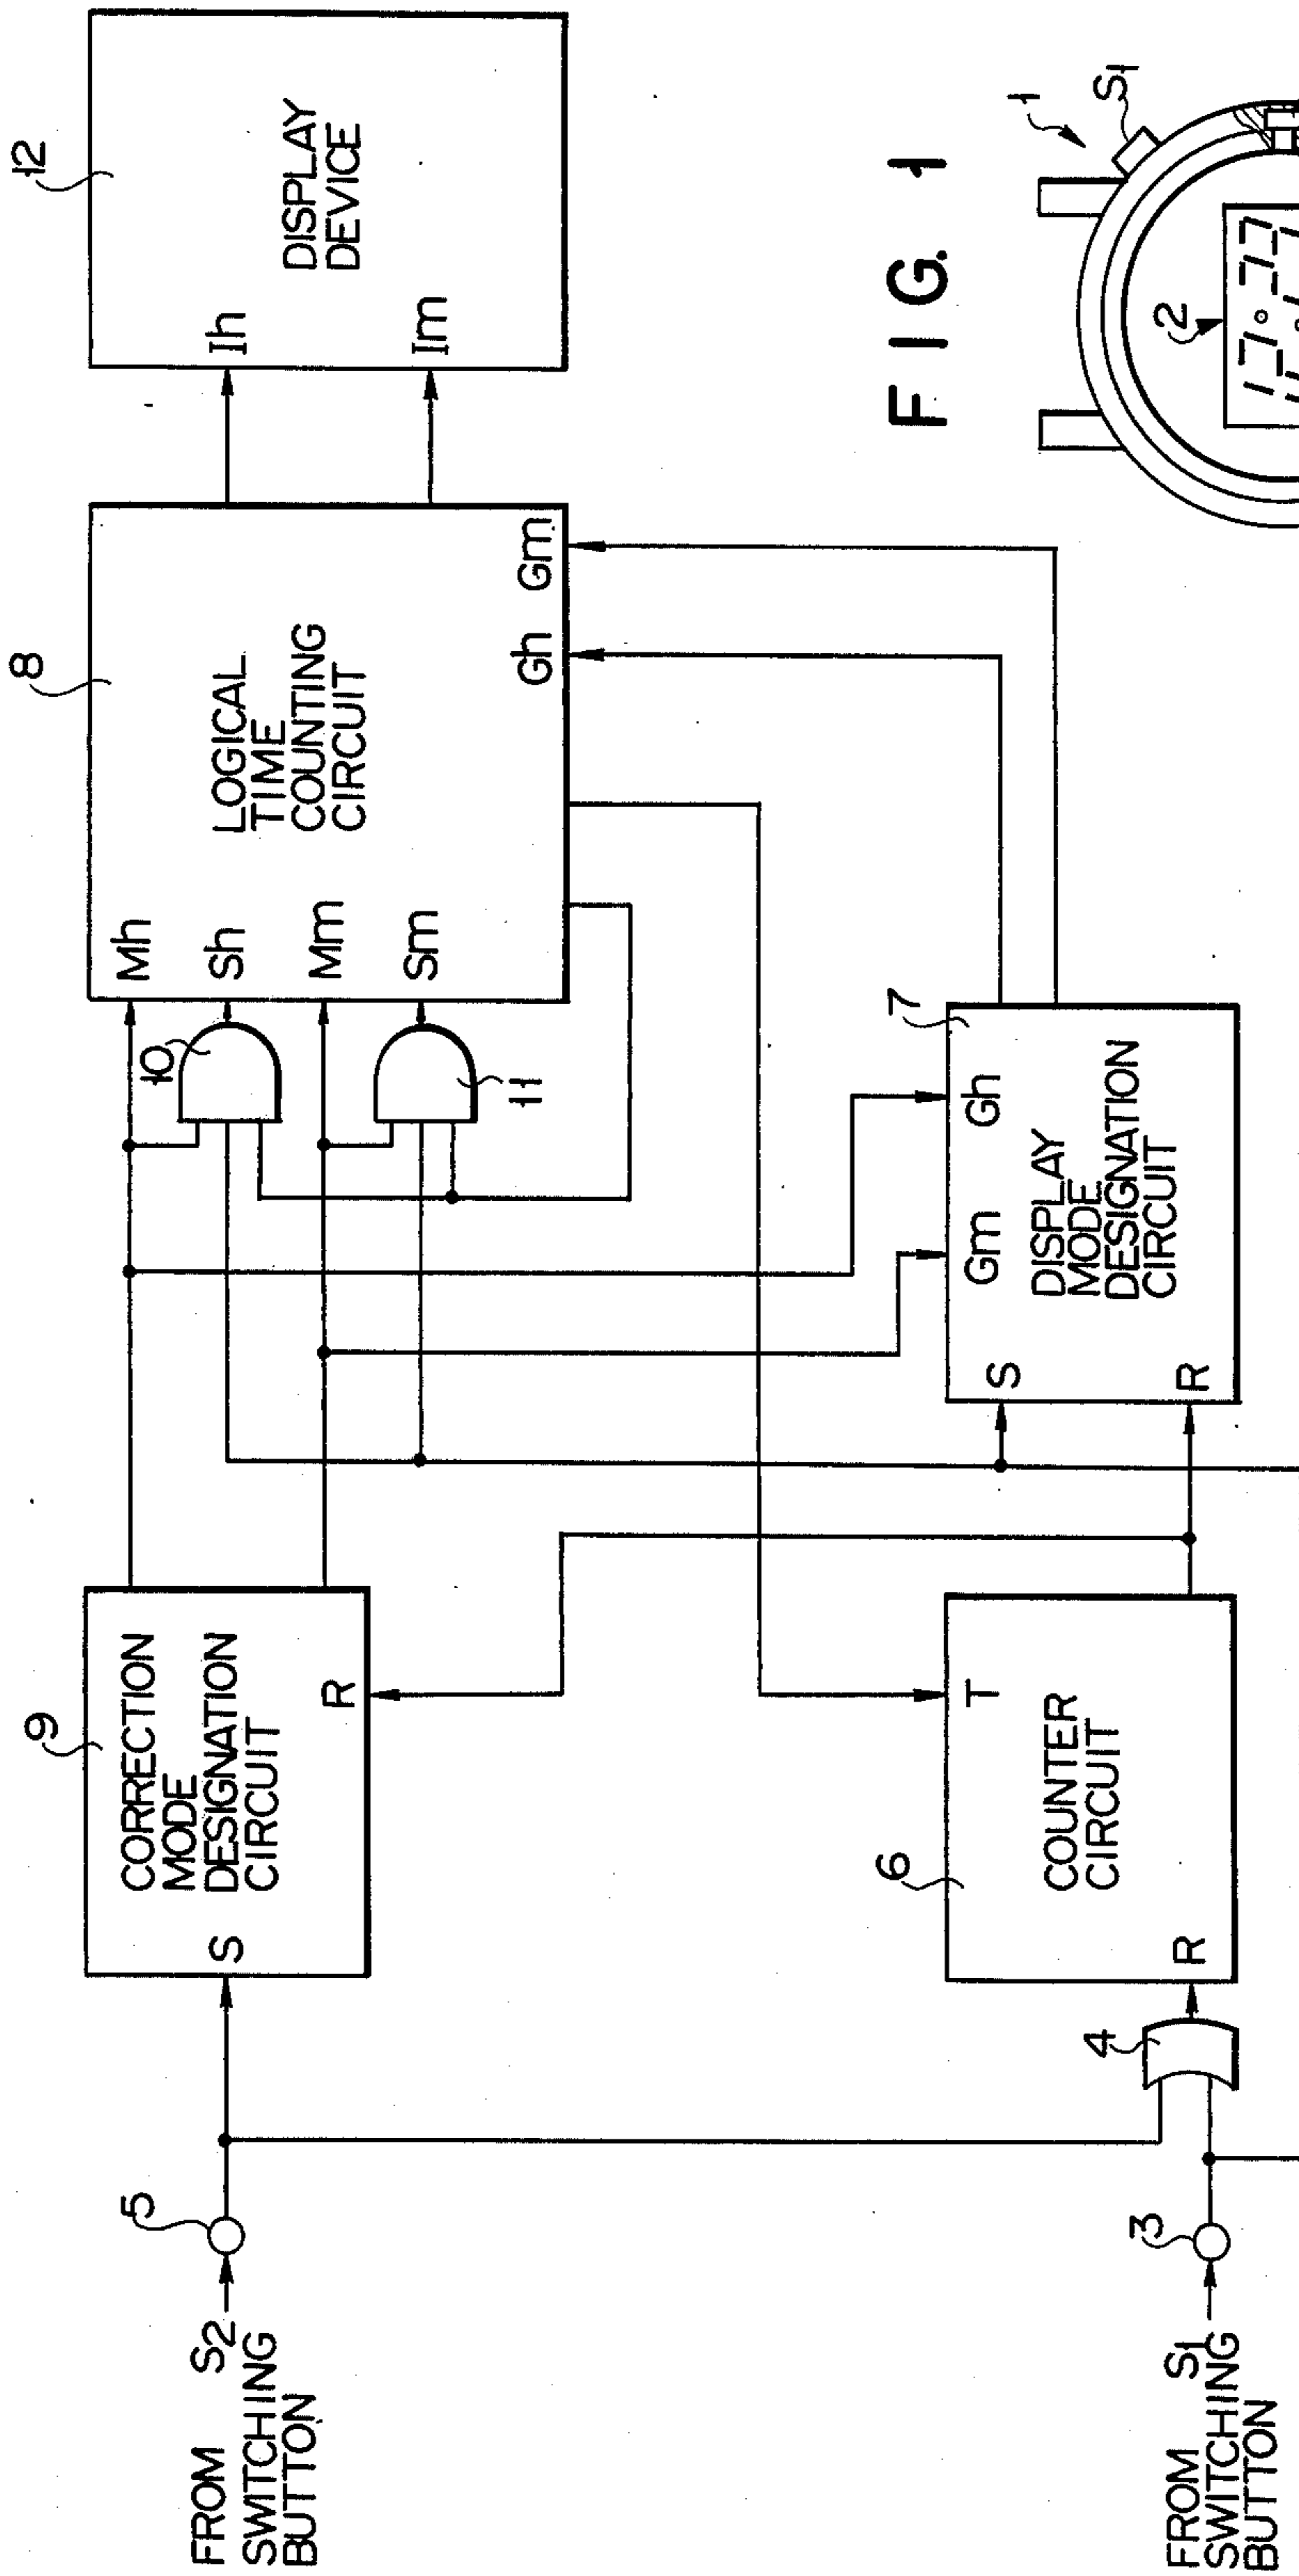 12
DISPLAY
DEVICE
Ih
Im
8
LOGICAL
TIME
COUNTING
CIRCUIT
Mh
Sh
Mm
Sm
Gh
Gm
10
11
9
CORRECTION
MODE
DESIGNATION
CIRCUIT
S
R
5
FROM S2
SWITCHING
BUTTON
7
DISPLAY
MODE
DESIGNATION
CIRCUIT
Gm
Gh
S
R
6
COUNTER
CIRCUIT
T
R
4
3
FROM S1
SWITCHING
BUTTON
FIG. 1
1
S1
2